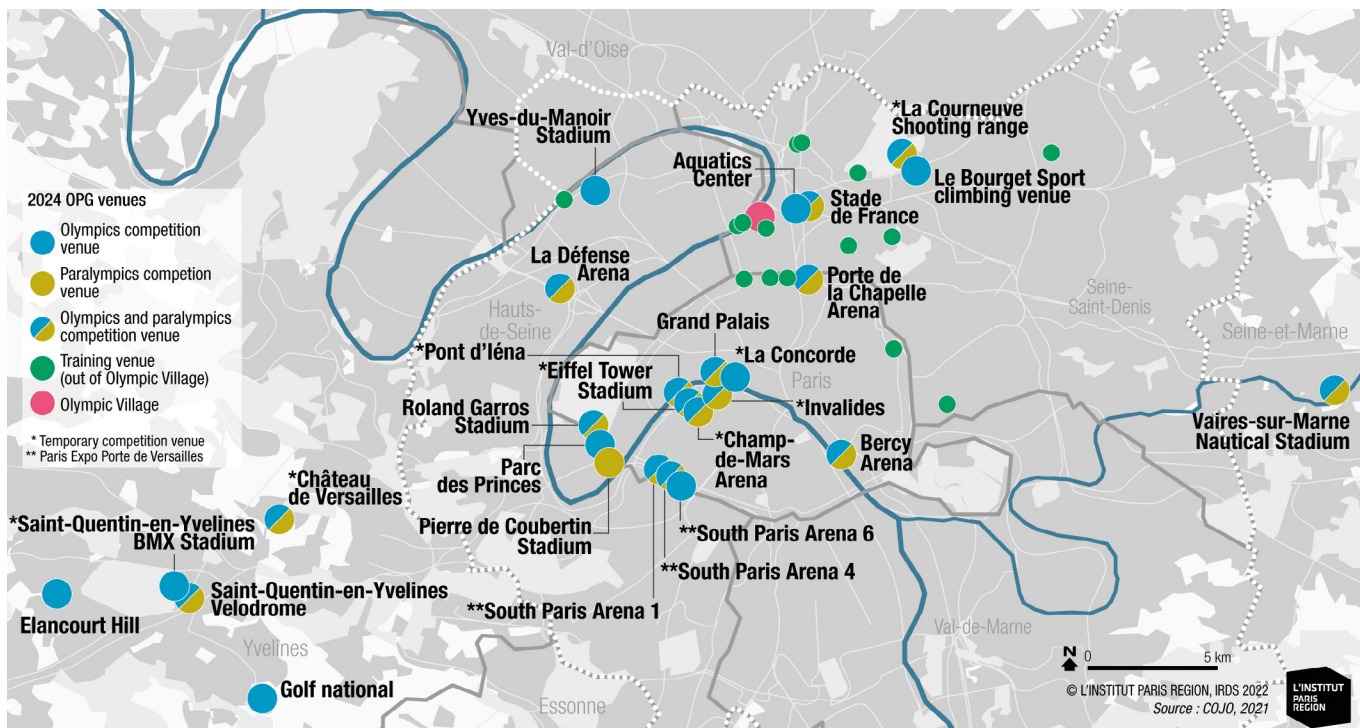 Val-d'Oise
Yves-du-Manoir
Stadium
*La Courneuve
Shooting range
Aquatics
Center
Le Bourget Sport
climbing venue
Stade
de France
2024 OPG venues
Olympics competition
venue
Paralympics competion
venue
Olympics and paralympics
competition venue
Training venue
(out of Olympic Village)
Olympic Village
* Temporary competition venue
** Paris Expo Porte de Versailles
La Défense
Arena
Hauts-
de-Seine
Porte de
la Chapelle
Arena
Seine-
Saint-Denis
Seine-et-Marne
Grand Palais
*Pont d'Iéna
*La Concorde
*Eiffel Tower
Stadium
Paris
*Invalides
Roland Garros
Stadium
*Champ-
de-Mars
Arena
Bercy
Arena
Vaires-sur-Marne
Nautical Stadium
Parc
des Princes
*Château
de Versailles
Pierre de Coubertin
Stadium
*Saint-Quentin-en-Yvelines
BMX Stadium
**South Paris Arena 6
**South Paris Arena 4
**South Paris Arena 1
Saint-Quentin-en-Yvelines
Velodrome
Elancourt Hill
Yvelines
Golf national
Essonne
Val-de-Marne
N
0 5 km
© L'INSTITUT PARIS REGION, IRDS 2022
Source : COJO, 2021
L'INSTITUT
PARIS
REGION